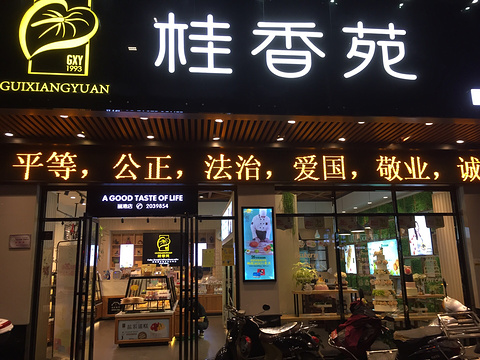 GXY
1993
GUIXIANGYUAN
桂香苑
平等，公正，法治，爱国，敬业，诚
A GOOD TASTE OF LIFE
2039854